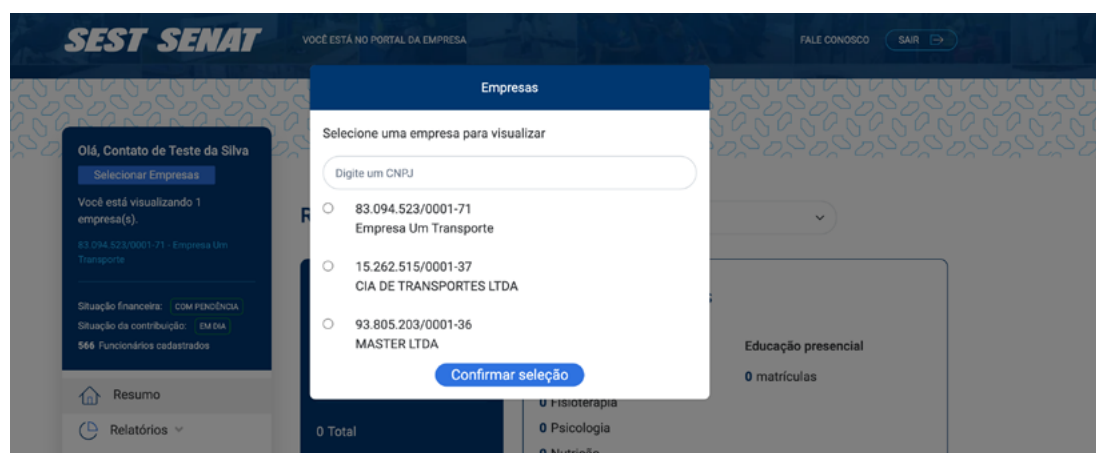 SEST SENAT
VOCÊ ESTÁ NO PORTAL DA EMPRESA
FALE CONOSCO
SAIR
Olá, Contato de Teste da Silva
Selecionar Empresas
Você está visualizando 1
empresa(s).
83.094.523/0001-71 - Empresa Um
Transporte
Situação financeira: COM PENDÊNCIA
Situação da contribuição: EM DIA
566 Funcionários cadastrados
Resumo
Relatórios
Empresas
Selecione uma empresa para visualizar
Digite um CNPJ
83.094.523/0001-71
Empresa Um Transporte
15.262.515/0001-37
CIA DE TRANSPORTES LTDA
93.805.203/0001-36
MASTER LTDA
Confirmar seleção
Educação presencial
0 matrículas
0 Fisioterapia
0 Total
0 Psicologia
0 Nutrição